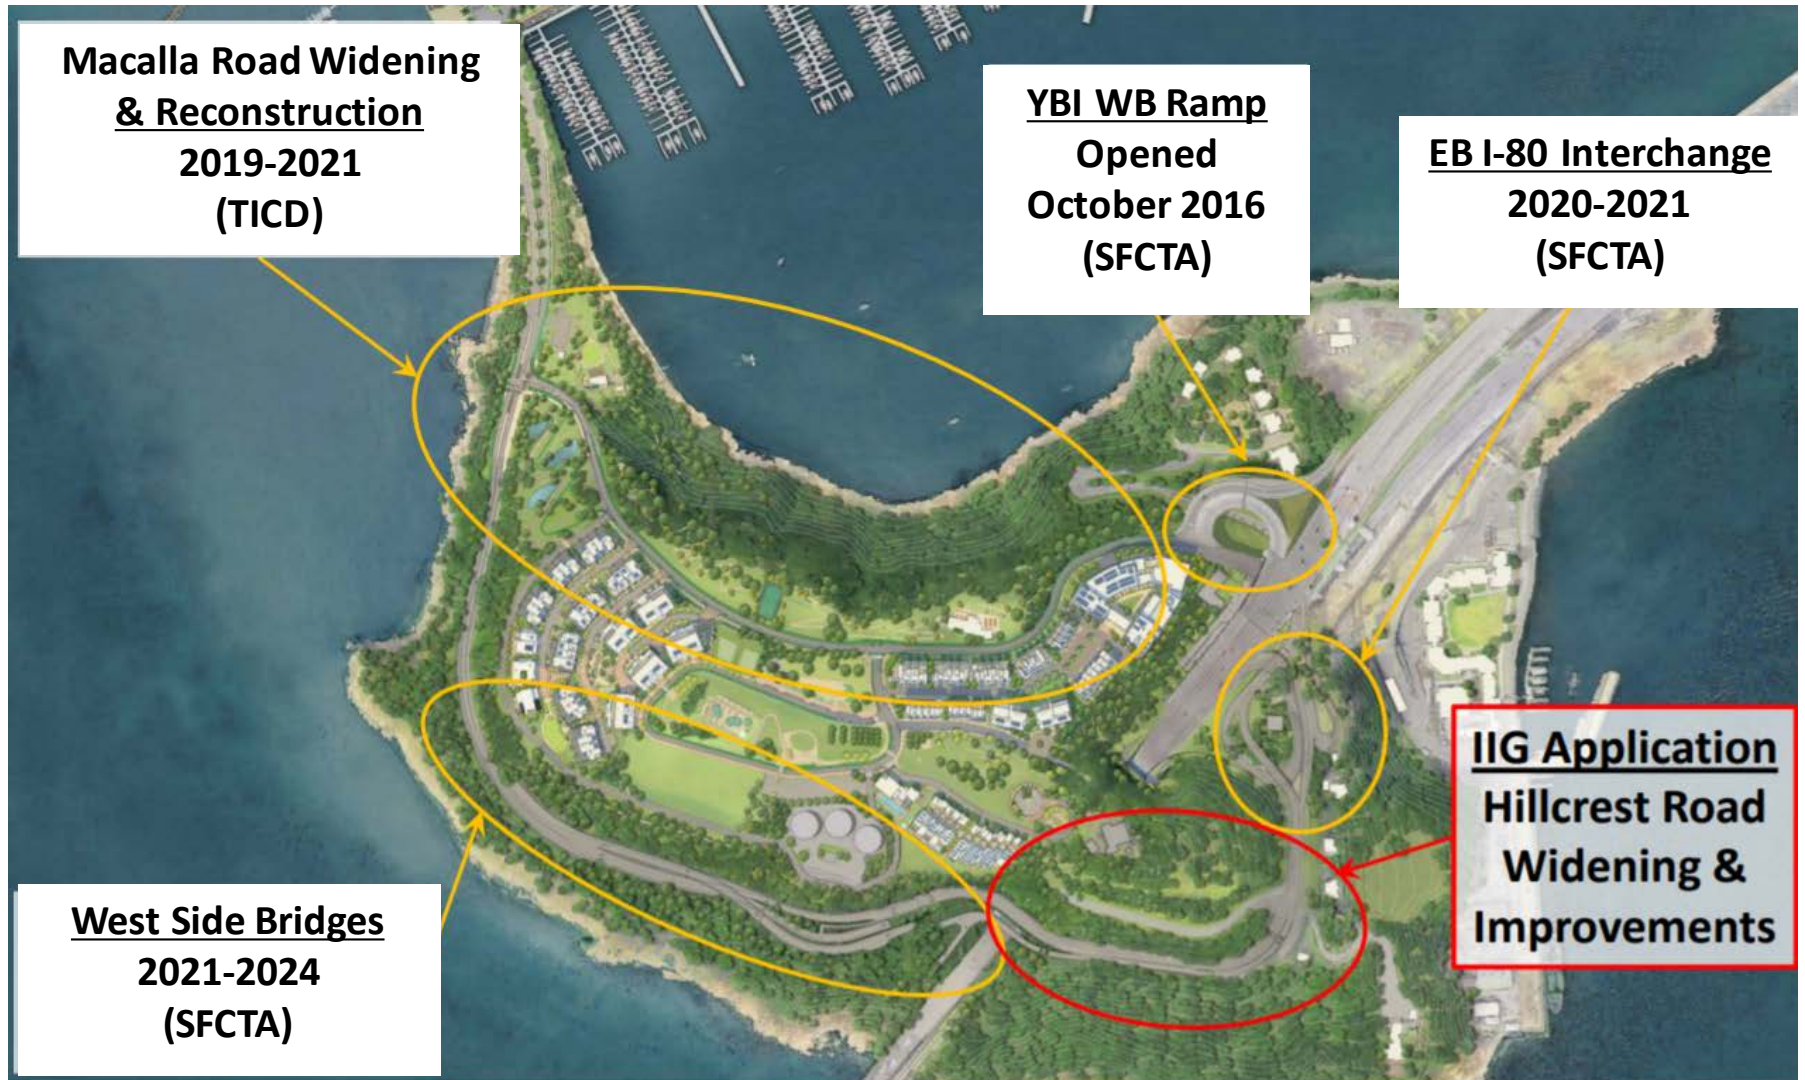 Macalla Road Widening
& Reconstruction
2019-2021
(TICD)
YBI WB Ramp
Opened
October 2016
(SFCTA)
EB I-80 Interchange
2020-2021
(SFCTA)
IIG Application
Hillcrest Road
Widening &
Improvements
West Side Bridges
2021-2024
(SFCTA)